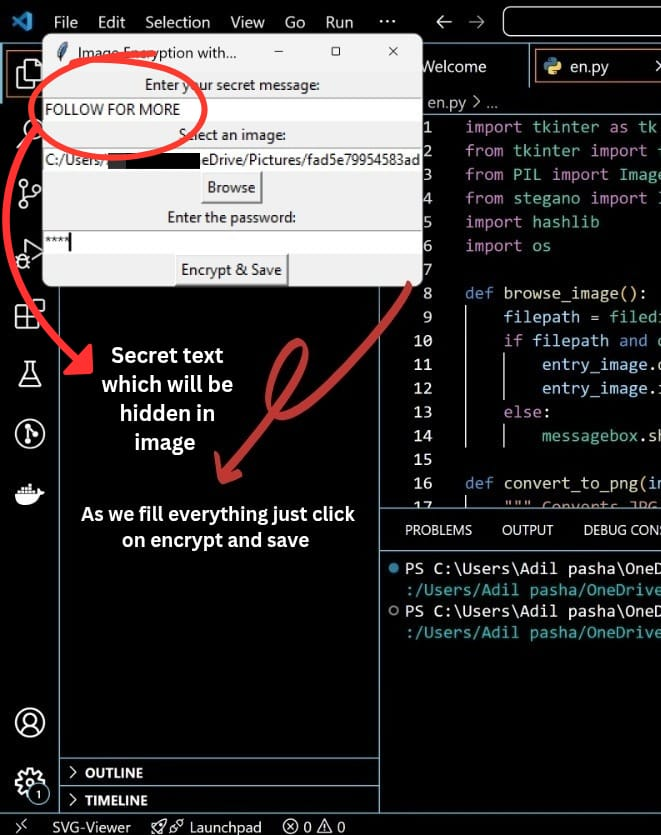 File Edit Selection View Go Run ...
Image Encryption with...
Enter your secret message:
FOLLOW FOR MORE
Select an image:
C:/Users/ eDrive/Pictures/fad5e79954583ad
Browse
Enter the password:
****
Encrypt & Save
Welcome
en.py
en.py > ...
1 import tkinter as tk
2 from tkinter import
3 from PIL import Image
4 from stegano import
5 import hashlib
6 import os
7
8 def browse_image():
9 filepath = filed
10 if filepath and
11 entry_image.
12 entry_image.
13 else:
14 messagebox.sh
15
16 def convert_to_png(in
17 """ Converts JPG
Secret text
which will be
hidden in
image
As we fill everything just click
on encrypt and save
PROBLEMS OUTPUT DEBUG CONS
PS C:\Users\Adil pasha\OneD
:/Users/Adil pasha/OneDrive
PS C:\Users\Adil pasha\OneD
:/Users/Adil pasha/OneDrive
1
> OUTLINE
> TIMELINE
SVG-Viewer Launchpad 0 0